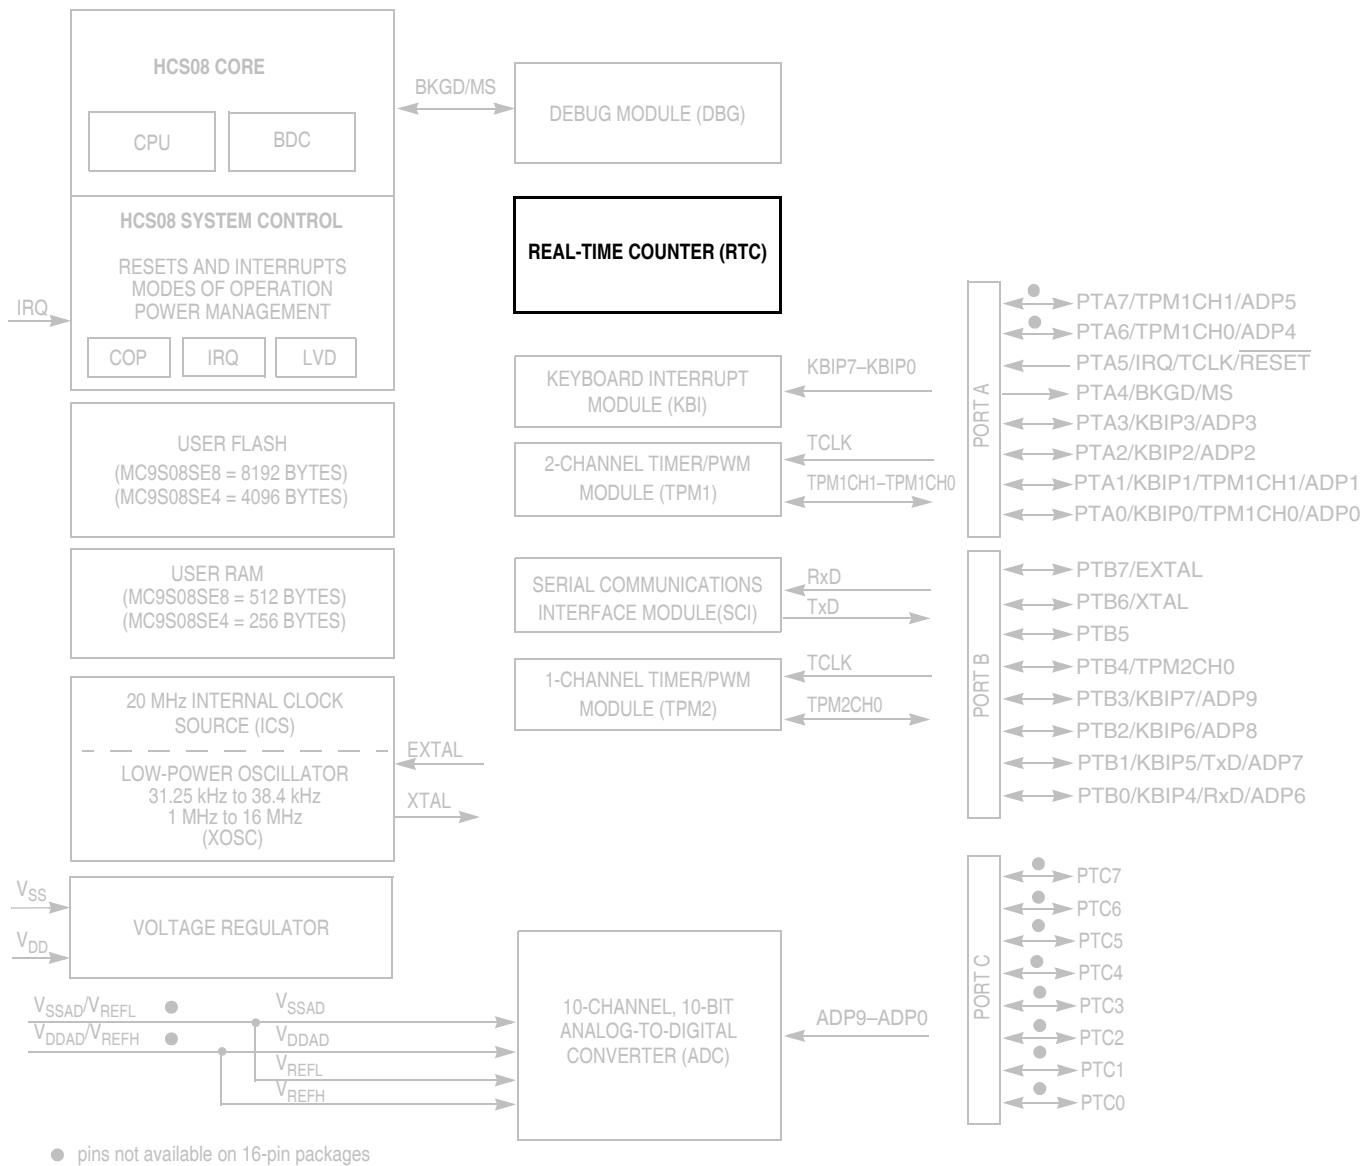 HCS08 CORE
CPU
BDC
HCS08 SYSTEM CONTROL
RESETS AND INTERRUPTS
MODES OF OPERATION
POWER MANAGEMENT
COP
IRQ
LVD
IRQ
USER FLASH
(MC9S08SE8 = 8192 BYTES)
(MC9S08SE4 = 4096 BYTES)
USER RAM
(MC9S08SE8 = 512 BYTES)
(MC9S08SE4 = 256 BYTES)
20 MHz INTERNAL CLOCK
SOURCE (ICS)
LOW-POWER OSCILLATOR
31.25 kHz to 38.4 kHz
1 MHz to 16 MHz
(XOSC)
EXTAL
XTAL
VSS
VDD
VOLTAGE REGULATOR
VSSAD/VREFL
VDDAD/VREFH
VSSAD
VDDAD
VREFL
VREFH
BKGD/MS
DEBUG MODULE (DBG)
REAL-TIME COUNTER (RTC)
KEYBOARD INTERRUPT
MODULE (KBI)
KBIP7–KBIP0
2-CHANNEL TIMER/PWM
MODULE (TPM1)
TCLK
TPM1CH1–TPM1CH0
SERIAL COMMUNICATIONS
INTERFACE MODULE(SCI)
RxD
TxD
1-CHANNEL TIMER/PWM
MODULE (TPM2)
TCLK
TPM2CH0
10-CHANNEL, 10-BIT
ANALOG-TO-DIGITAL
CONVERTER (ADC)
ADP9–ADP0
PORT A
PTA7/TPM1CH1/ADP5
PTA6/TPM1CH0/ADP4
PTA5/IRQ/TCLK/RESET
PTA4/BKGD/MS
PTA3/KBIP3/ADP3
PTA2/KBIP2/ADP2
PTA1/KBIP1/TPM1CH1/ADP1
PTA0/KBIP0/TPM1CH0/ADP0
PORT B
PTB7/EXTAL
PTB6/XTAL
PTB5
PTB4/TPM2CH0
PTB3/KBIP7/ADP9
PTB2/KBIP6/ADP8
PTB1/KBIP5/TxD/ADP7
PTB0/KBIP4/RxD/ADP6
PORT C
PTC7
PTC6
PTC5
PTC4
PTC3
PTC2
PTC1
PTC0
● pins not available on 16-pin packages